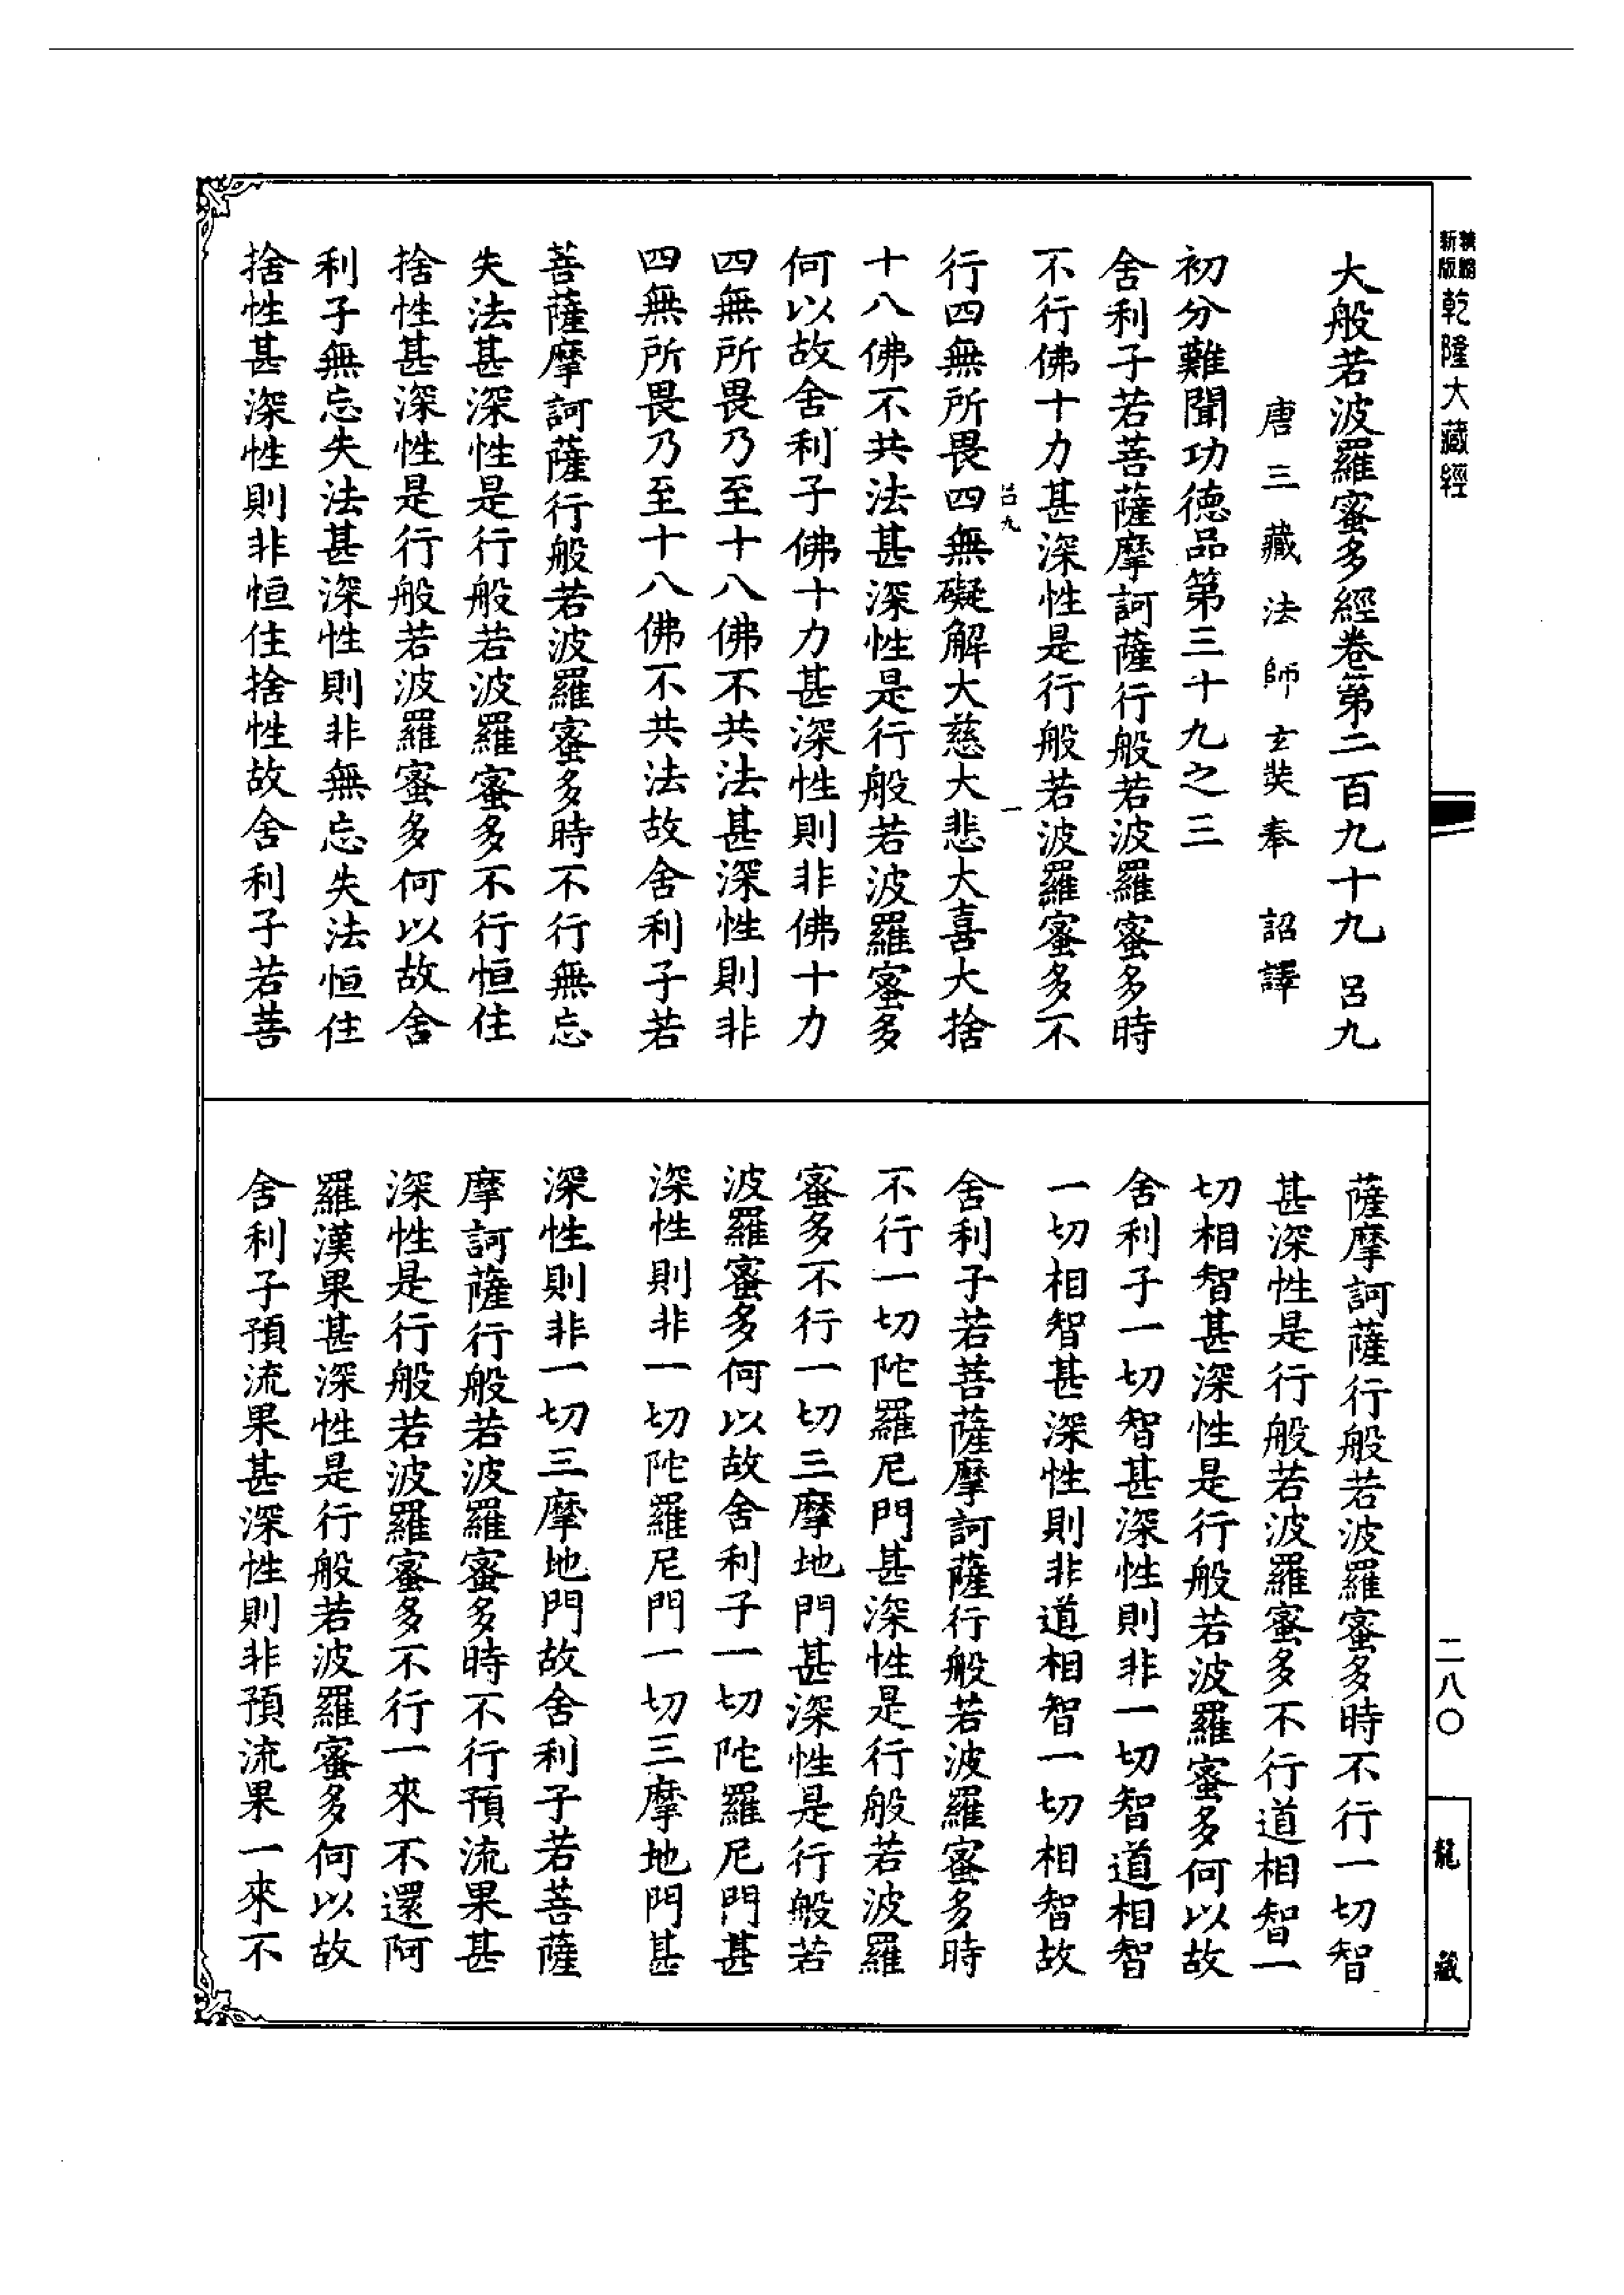 新版
乾隆大藏經
二八〇
龍藏
大般若波羅蜜多經卷第二百九十九 呂九
唐三藏法師玄奘奉 詔譯
初分難聞功德品第三十九之三
舍利子若菩薩摩訶薩行般若波羅蜜多時
不行佛十力甚深性是行般若波羅蜜多不
呂九 一
行四無所畏四無礙解大慈大悲大喜大捨
十八佛不共法甚深性是行般若波羅蜜多
何以故舍利子佛十力甚深性則非佛十力
四無所畏乃至十八佛不共法甚深性則非
四無所畏乃至十八佛不共法故舍利子若
菩薩摩訶薩行般若波羅蜜多時不行無忘
失法甚深性是行般若波羅蜜多不行恒住
捨性甚深性是行般若波羅蜜多何以故舍
利子無忘失法甚深性則非無忘失法恒住
捨性甚深性則非恒住捨性故舍利子若菩
薩摩訶薩行般若波羅蜜多時不行一切智
甚深性是行般若波羅蜜多不行道相智一
切相智甚深性是行般若波羅蜜多何以故
舍利子一切智甚深性則非一切智道相智
一切相智甚深性則非道相智一切相智故
舍利子若菩薩摩訶薩行般若波羅蜜多時
不行一切陀羅尼門甚深性是行般若波羅
蜜多不行一切三摩地門甚深性是行般若
波羅蜜多何以故舍利子一切陀羅尼門甚
深性則非一切陀羅尼門一切三摩地門甚
深性則非一切三摩地門故舍利子若菩薩
摩訶薩行般若波羅蜜多時不行預流果甚
深性是行般若波羅蜜多不行一來不還阿
羅漢果甚深性是行般若波羅蜜多何以故
舍利子預流果甚深性則非預流果一來不